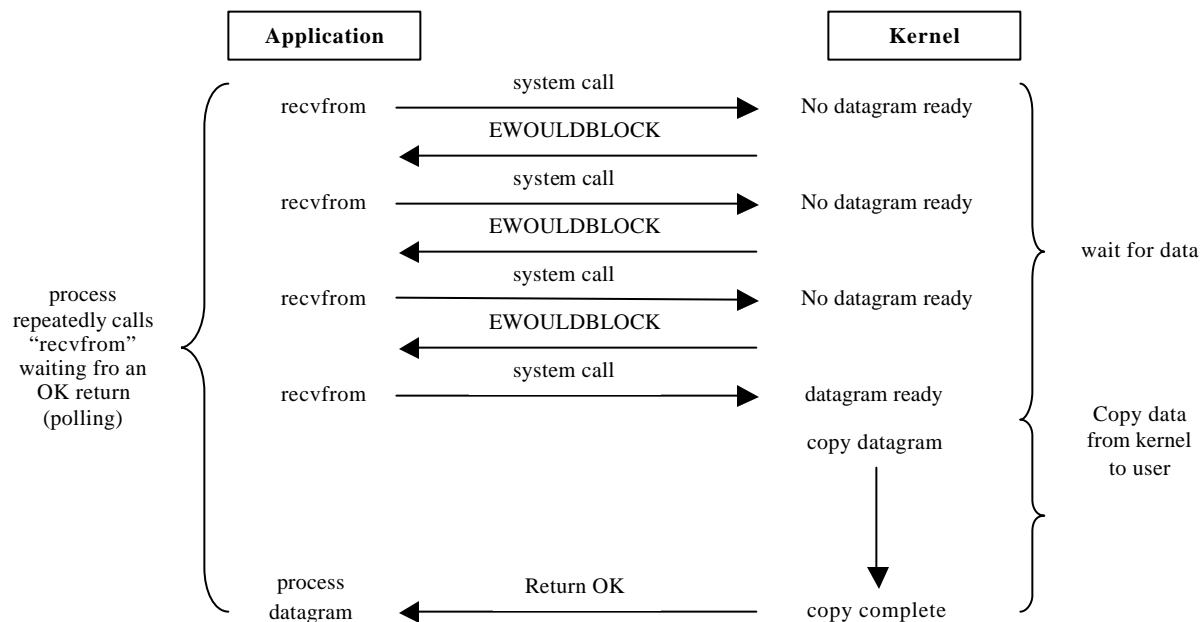 Application
Kernel
system call
recvfrom
No datagram ready
EWOULDBLOCK
system call
recvfrom
No datagram ready
EWOULDBLOCK
wait for data
system call
recvfrom
No datagram ready
EWOULDBLOCK
process
repeatedly calls
“recvfrom”
waiting fro an
OK return
(polling)
system call
recvfrom
datagram ready
copy datagram
Copy data
from kernel
to user
process
datagram
Return OK
copy complete